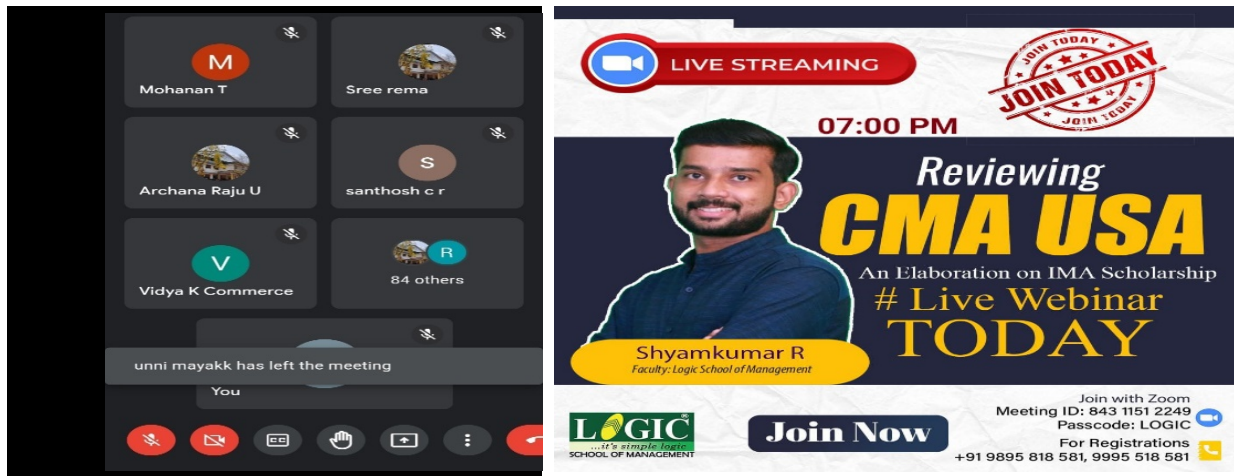 M
Mohanan T
Sree rema
Archana Raju U
S
santhosh c r
V
Vidya K Commerce
R
84 others
unni mayakk has left the meeting
You
CC
LIVE STREAMING
JOIN TODAY
JOIN TODAY
JOIN TODAY
07:00 PM
Reviewing
CMA USA
An Elaboration on IMA Scholarship
# Live Webinar
TODAY
Shyamkumar R
Faculty: Logic School of Management
LOGIC®
...it's simple logic
SCHOOL OF MANAGEMENT
Join Now
Join with Zoom
Meeting ID: 843 1151 2249
Passcode: LOGIC
For Registrations
+91 9895 818 581, 9995 518 581